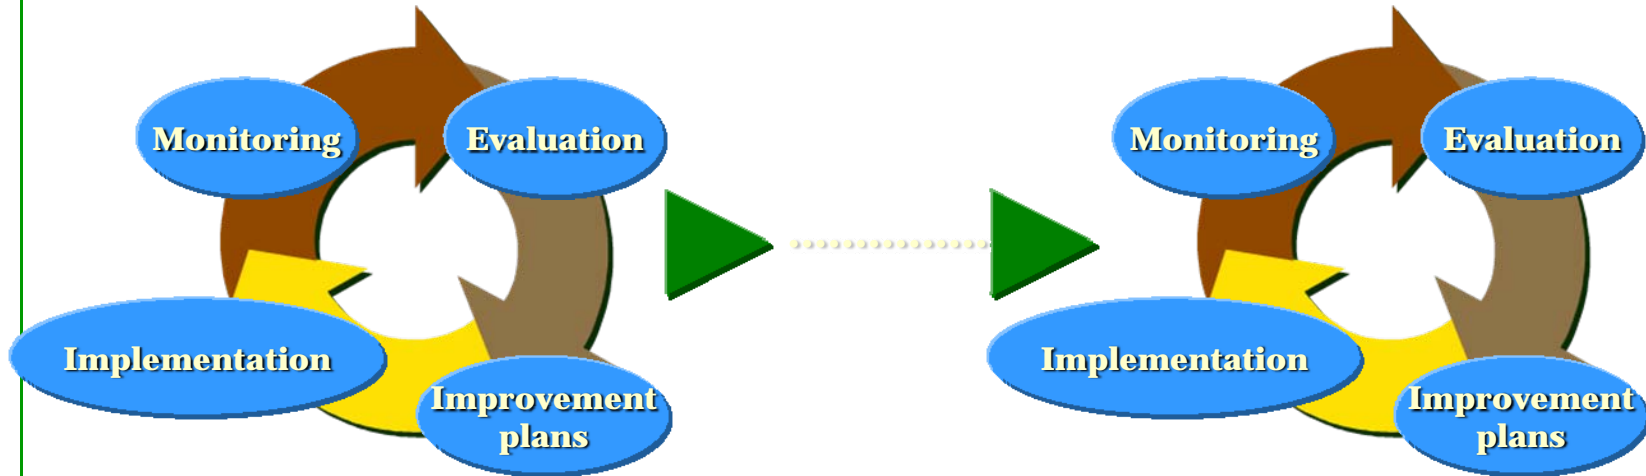 Monitoring
Evaluation
Implementation
Improvement
plans
Monitoring
Evaluation
Implementation
Improvement
plans